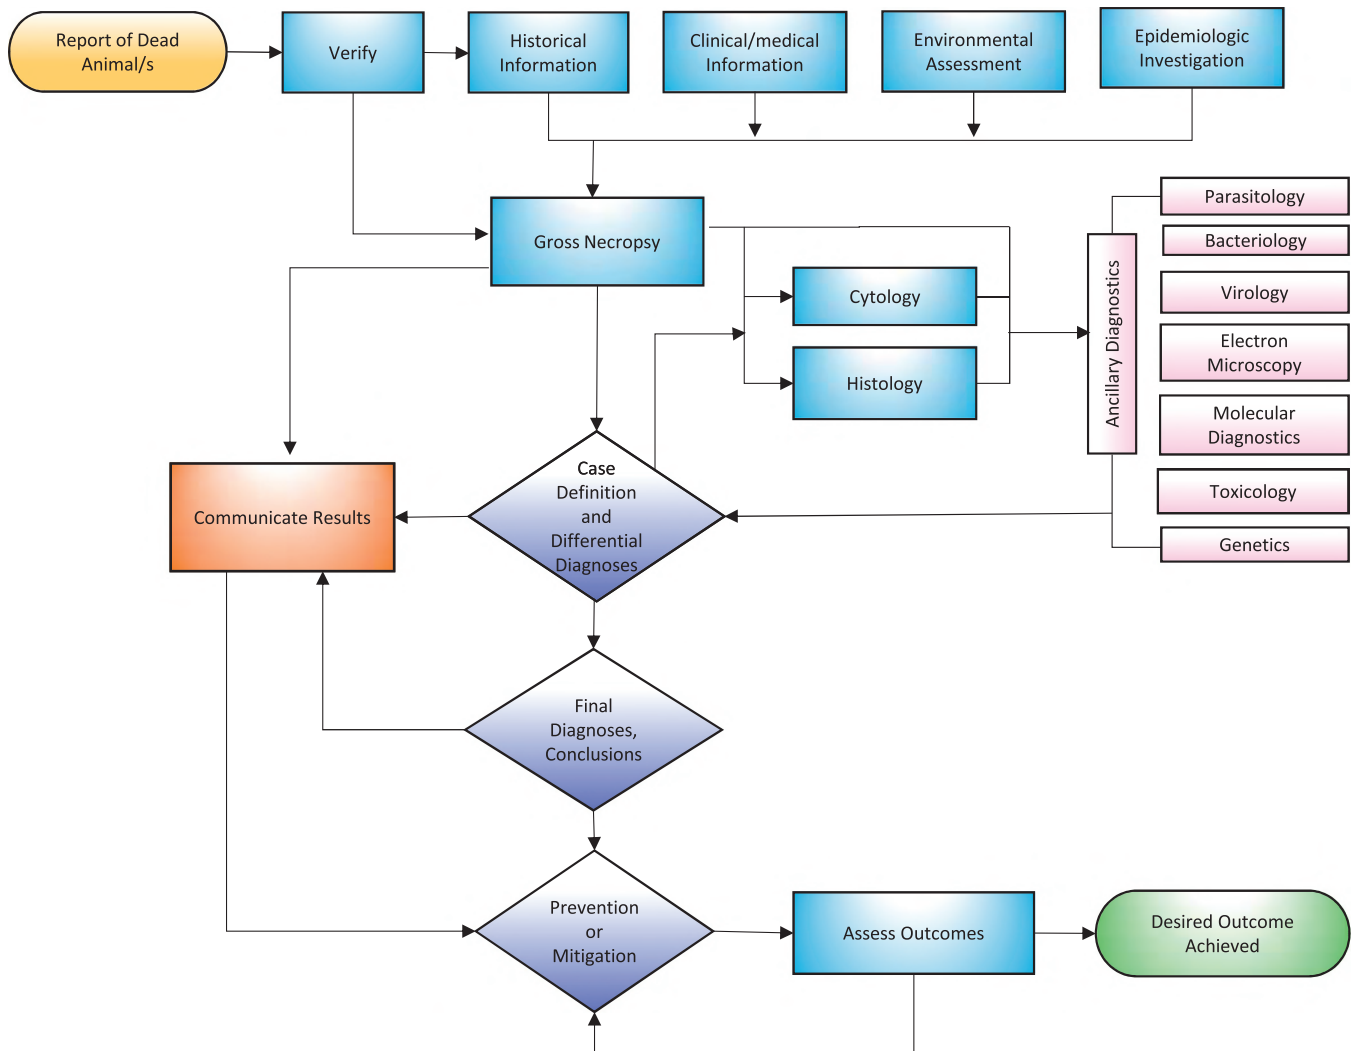 Report of Dead
Animal/s
Verify
Historical
Information
Clinical/medical
Information
Environmental
Assessment
Epidemiologic
Investigation
Gross Necropsy
Cytology
Histology
Ancillary Diagnostics
Parasitology
Bacteriology
Virology
Electron
Microscopy
Molecular
Diagnostics
Toxicology
Genetics
Communicate Results
Case
Definition
and
Differential
Diagnoses
Final
Diagnoses,
Conclusions
Prevention
or
Mitigation
Assess Outcomes
Desired Outcome
Achieved